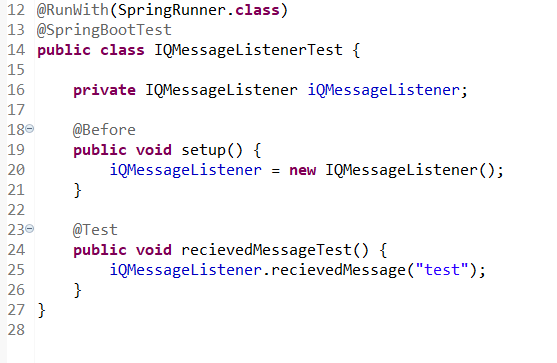 12 @RunWith(SpringRunner.class)
13 @SpringBootTest
14 public class IQMessageListenerTest {
15
16     private IQMessageListener iQMessageListener;
17
18     @Before
19     public void setup() {
20         iQMessageListener = new IQMessageListener();
21     }
22
23     @Test
24     public void recievedMessageTest() {
25         iQMessageListener.recievedMessage("test");
26     }
27 }
28